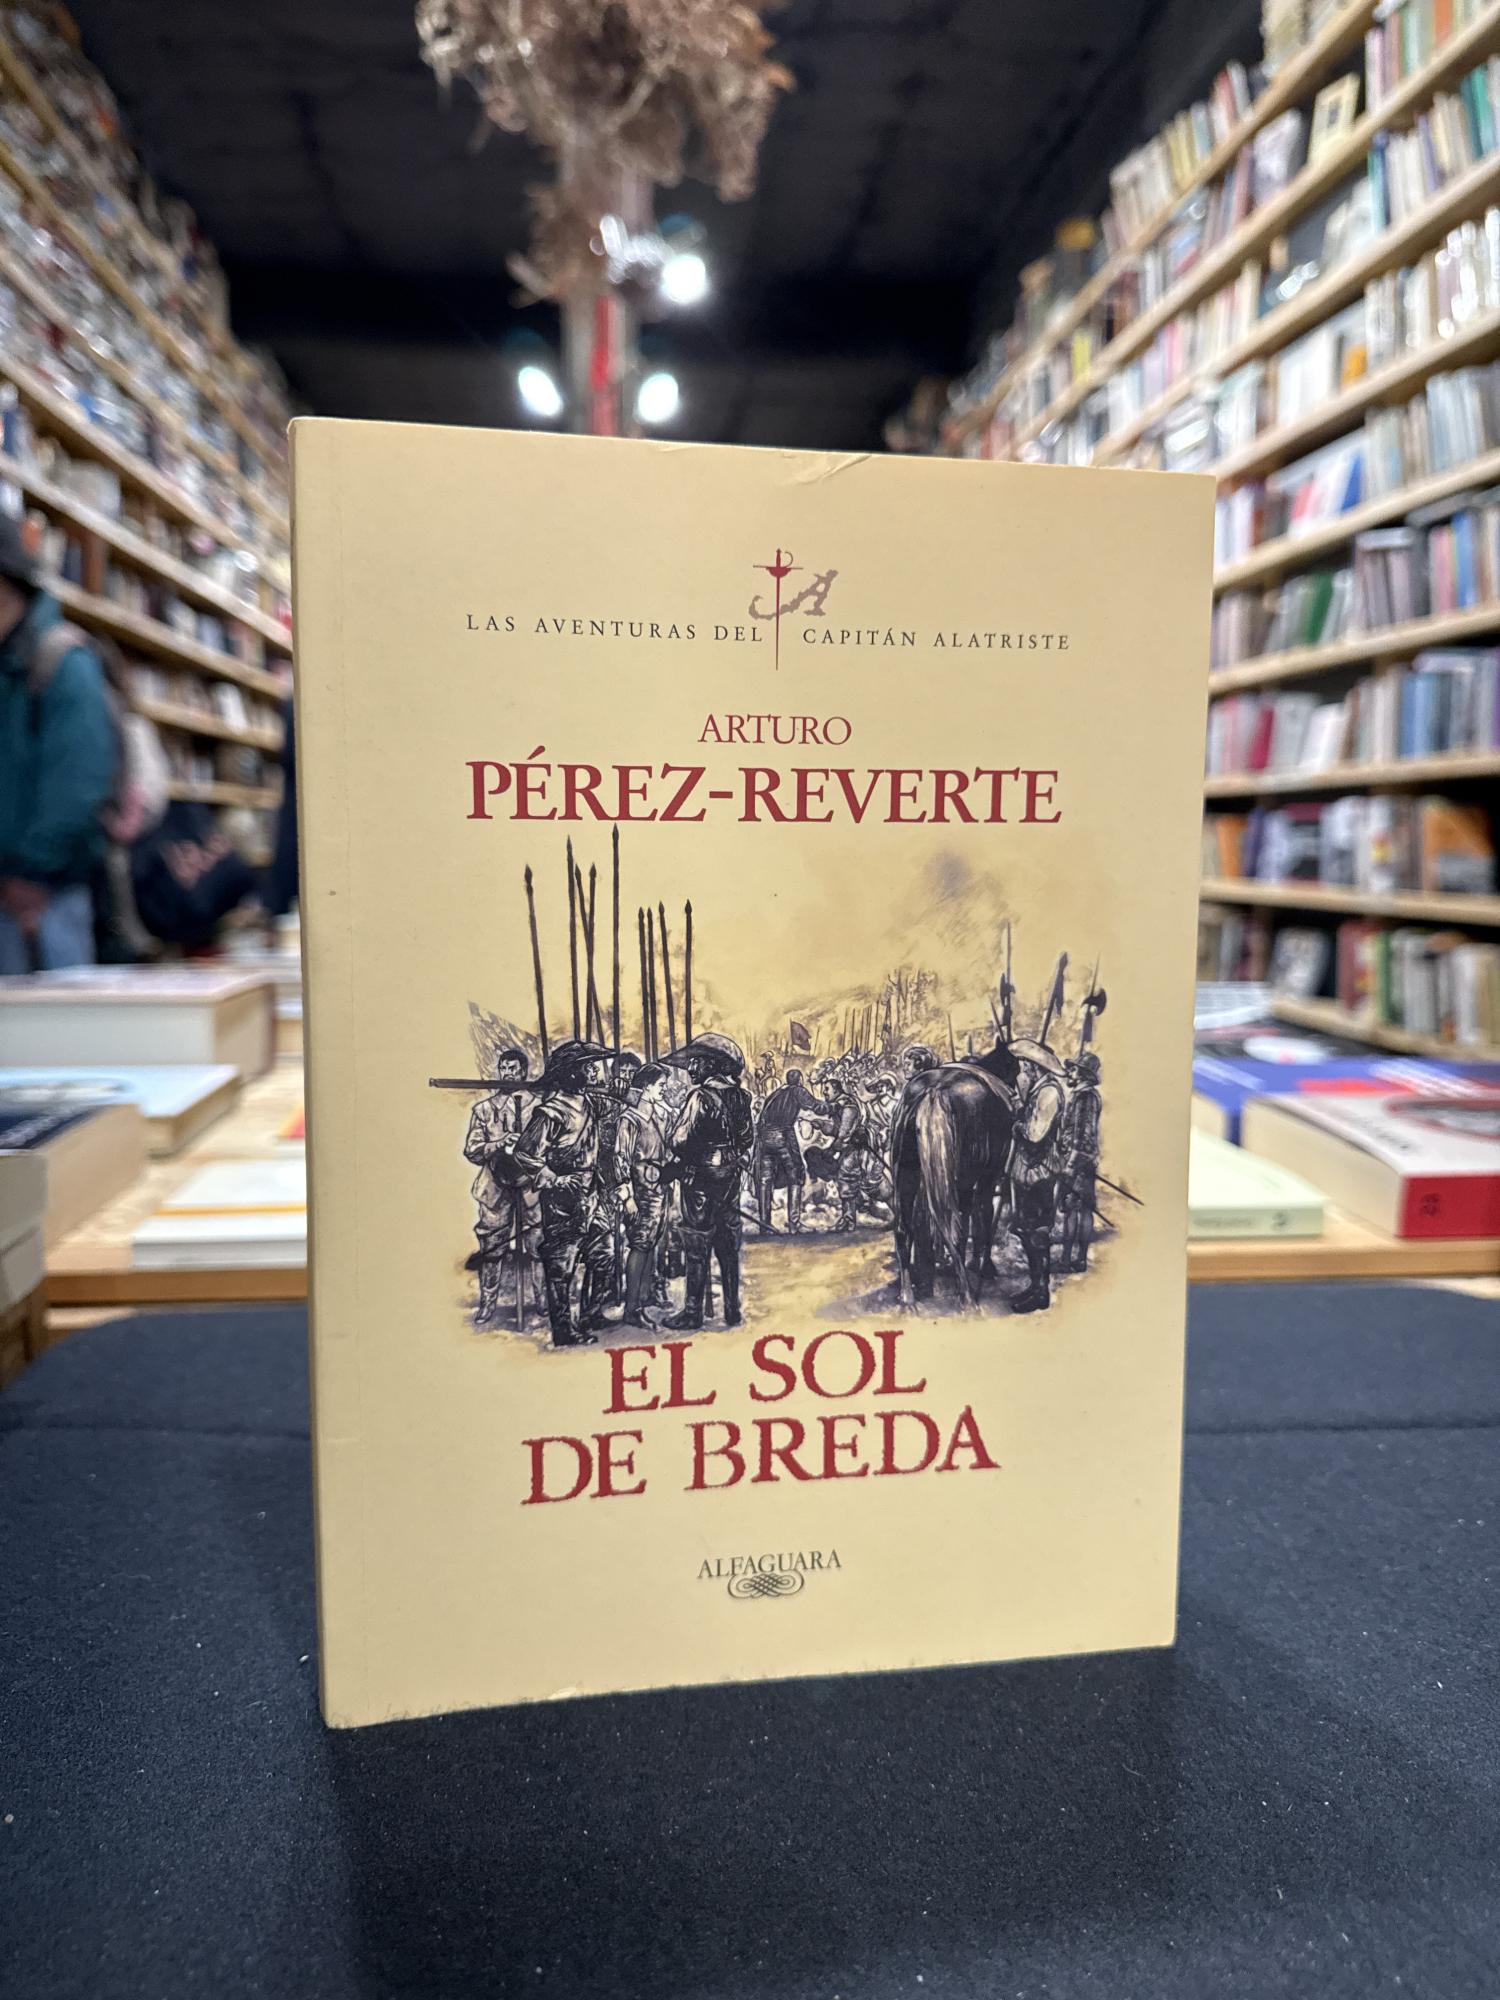 LAS AVENTURAS DEL CAPITÁN ALATRISTE
A
ARTURO
PÉREZ-REVERTE
EL SOL
DE BREDA
ALFAGUARA